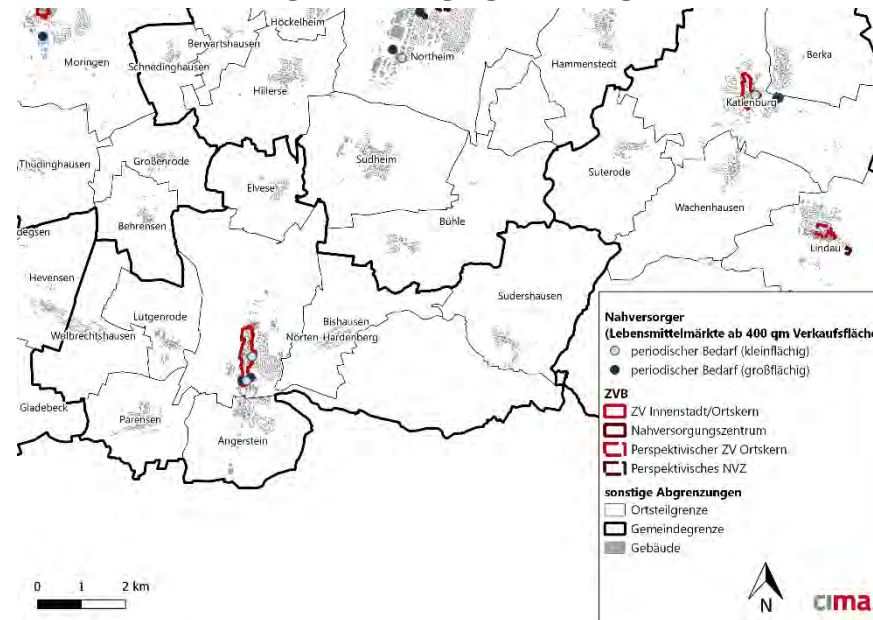 Höckelheim
Berwartshausen
Moringen
Schnedinghausen
Northeim
Hammenstedt
Berka
Hillerse
Katlenburg
Thüdinghausen
Großenrode
Sudheim
Elvese
Suterode
Bühle
Wachenhausen
Behrensen
degsen
Lindau
Hevensen
Sudershausen
Lutgenrode
Bishausen
Wolbrechtshausen
Nörten-Hardenberg
Gladebeck
Parensen
Angerstein
Nahversorger
(Lebensmittelmärkte ab 400 qm Verkaufsfläche
periodischer Bedarf (kleinflächig)
periodischer Bedarf (großflächig)
ZVB
ZV Innenstadt/Ortskern
Nahversorgungszentrum
Perspektivischer ZV Ortskern
Perspektivisches NVZ
sonstige Abgrenzungen
Ortsteilgrenze
Gemeindegrenze
Gebäude
0 1 2 km
N
cima